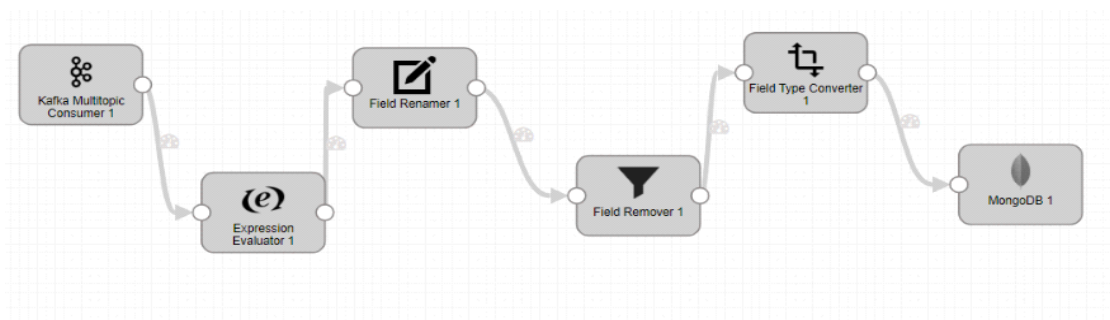 Kafka Multitopic
Consumer 1
Expression
Evaluator 1
Field Renamer 1
Field Remover 1
Field Type Converter
1
MongoDB 1